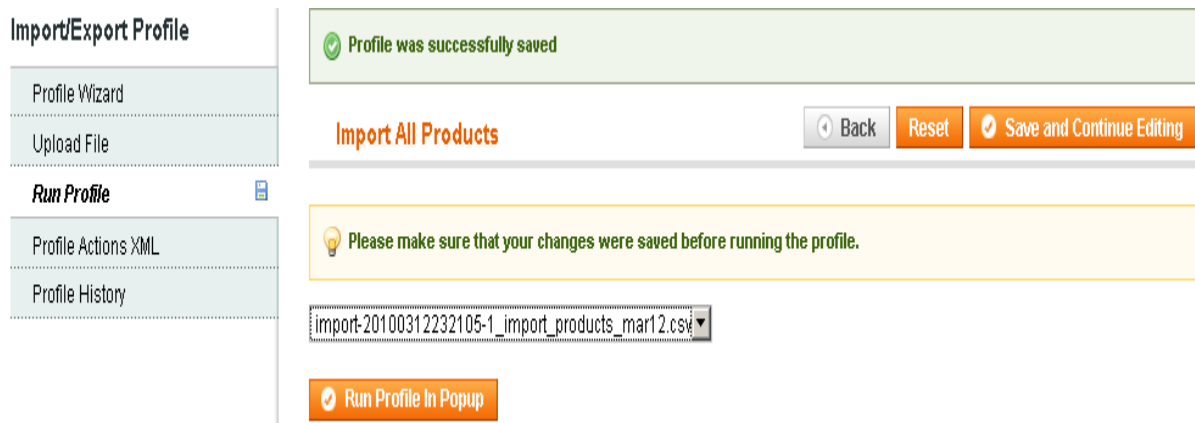 Import/Export Profile
Profile Wizard
Upload File
Run Profile
Profile Actions XML
Profile History
Profile was successfully saved
Import All Products
Back
Reset
Save and Continue Editing
Please make sure that your changes were saved before running the profile.
import-20100312232105-1_import_products_mar12.csv
Run Profile In Popup